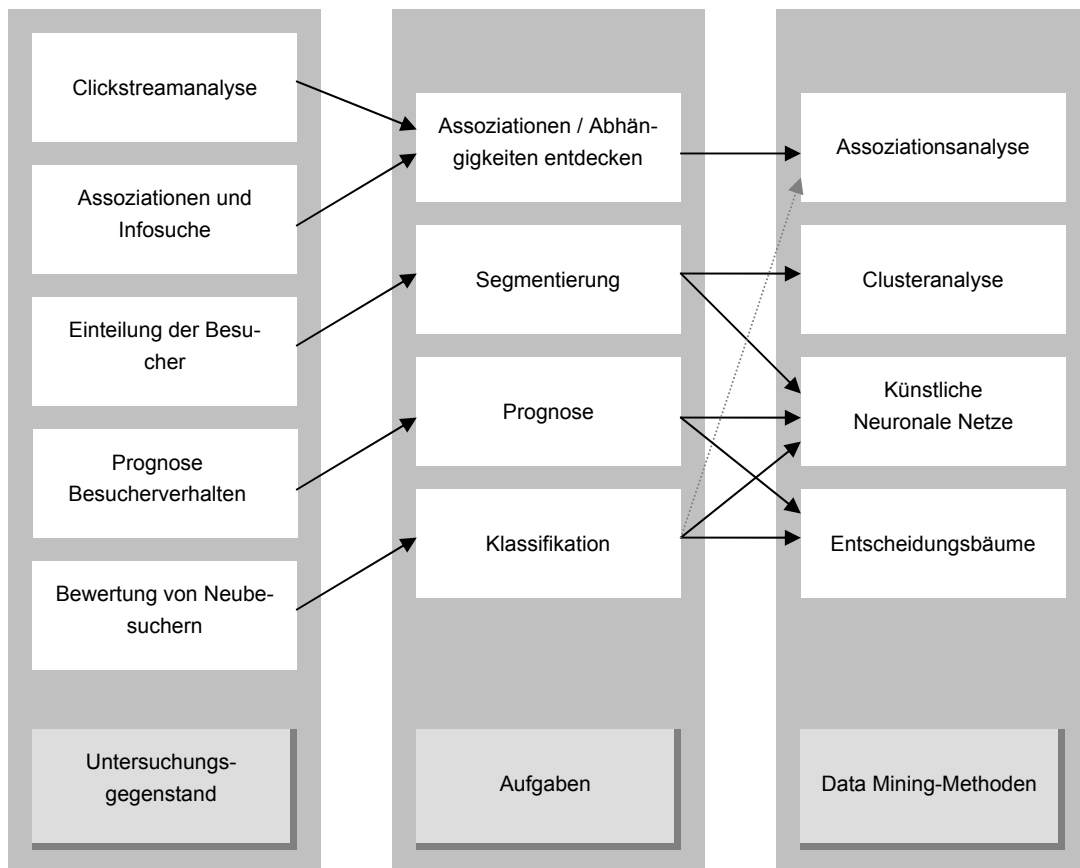 Clickstreamanalyse
Assoziationen und
Infosuche
Einteilung der Besu-
cher
Prognose
Besucherverhalten
Bewertung von Neube-
suchern
Untersuchungs-
gegenstand
Assoziationen / Abhän-
gigkeiten entdecken
Segmentierung
Prognose
Klassifikation
Aufgaben
Assoziationsanalyse
Clusteranalyse
Künstliche
Neuronale Netze
Entscheidungsbäume
Data Mining-Methoden